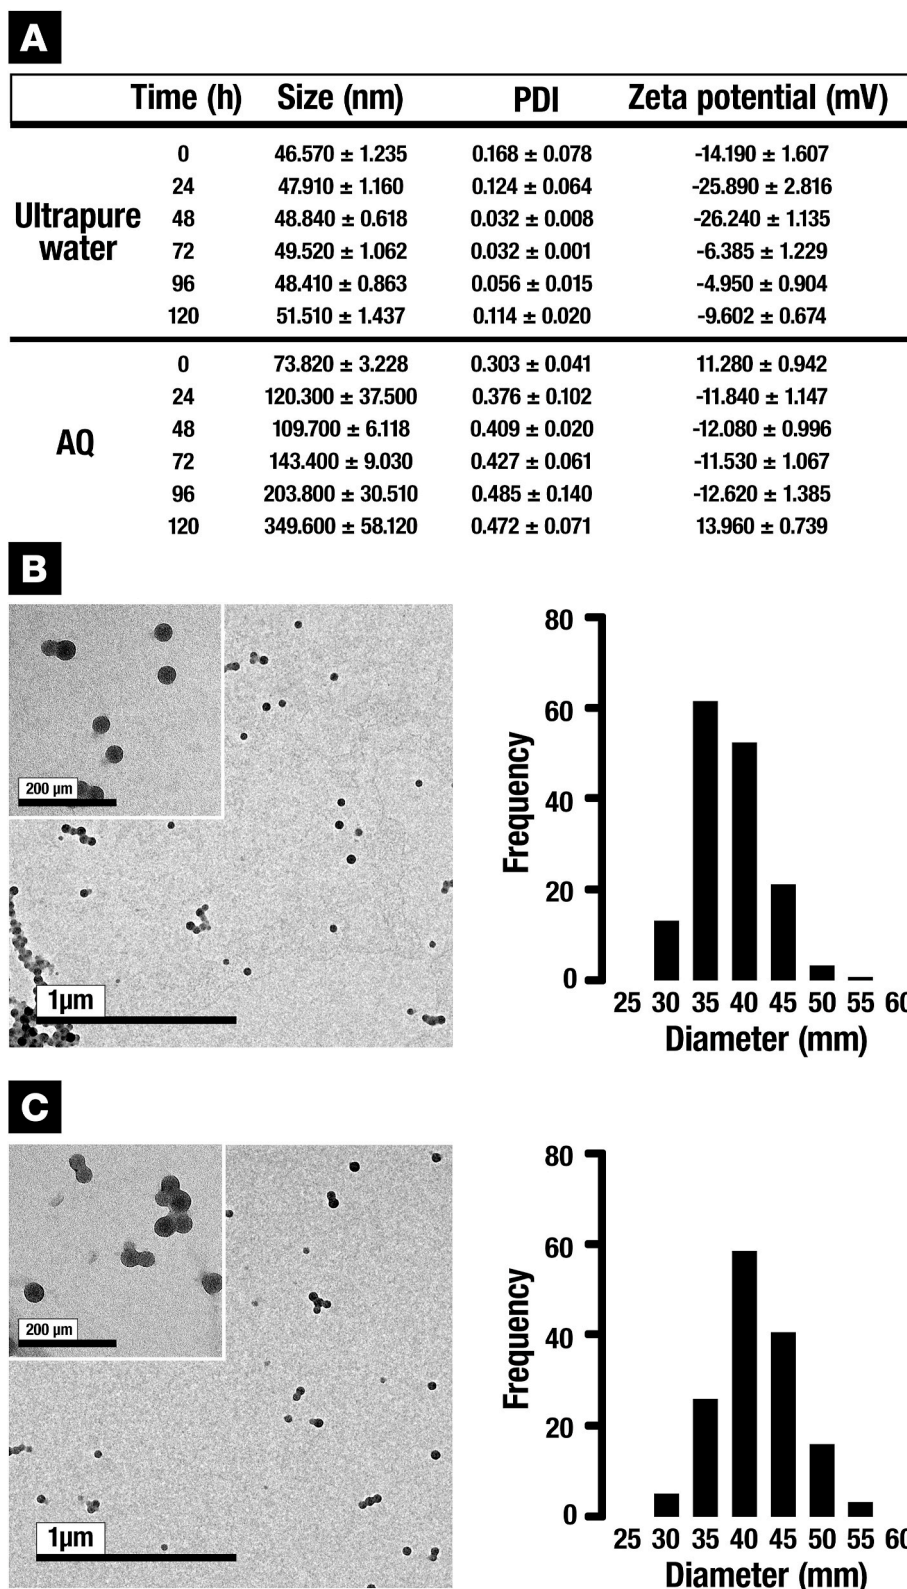 A
Time (h) Size (nm) PDI Zeta potential (mV)
Ultrapure water
0 46.570 ± 1.235 0.168 ± 0.078 -14.190 ± 1.607
24 47.910 ± 1.160 0.124 ± 0.064 -25.890 ± 2.816
48 48.840 ± 0.618 0.032 ± 0.008 -26.240 ± 1.135
72 49.520 ± 1.062 0.032 ± 0.001 -6.385 ± 1.229
96 48.410 ± 0.863 0.056 ± 0.015 -4.950 ± 0.904
120 51.510 ± 1.437 0.114 ± 0.020 -9.602 ± 0.674
AQ
0 73.820 ± 3.228 0.303 ± 0.041 11.280 ± 0.942
24 120.300 ± 37.500 0.376 ± 0.102 -11.840 ± 1.147
48 109.700 ± 6.118 0.409 ± 0.020 -12.080 ± 0.996
72 143.400 ± 9.030 0.427 ± 0.061 -11.530 ± 1.067
96 203.800 ± 30.510 0.485 ± 0.140 -12.620 ± 1.385
120 349.600 ± 58.120 0.472 ± 0.071 13.960 ± 0.739
B
200 µm
1µm
Frequency
80
60
40
20
0
25 30 35 40 45 50 55 60
Diameter (mm)
C
200 µm
1µm
Frequency
80
60
40
20
0
25 30 35 40 45 50 55 60
Diameter (mm)